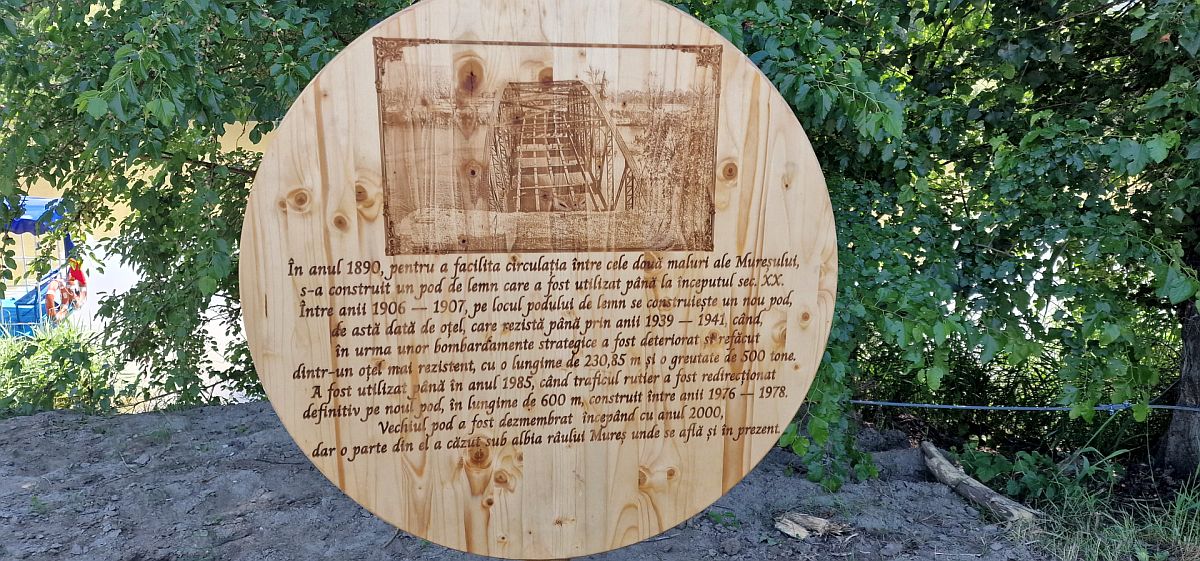 În anul 1890, pentru a facilita circulația între cele două maluri ale Mureșului,
s-a construit un pod de lemn care a fost utilizat până la începutul sec. XX.
Între anii 1906 — 1907, pe locul podului de lemn se construiește un nou pod,
de astă dată de oțel, care rezistă până prin anii 1939 — 1941, când,
în urma unor bombardamente strategice a fost deteriorat și refăcut
dintr-un oțel mai rezistent, cu o lungime de 230,85 m și o greutate de 500 tone.
A fost utilizat până în anul 1985, când traficul rutier a fost redirecționat
definitiv pe noul pod, în lungime de 600 m, construit între anii 1976 — 1978.
Vechiul pod a fost dezmembrat începând cu anul 2000,
dar o parte din el a căzut sub albia râului Mureș unde se află și în prezent.